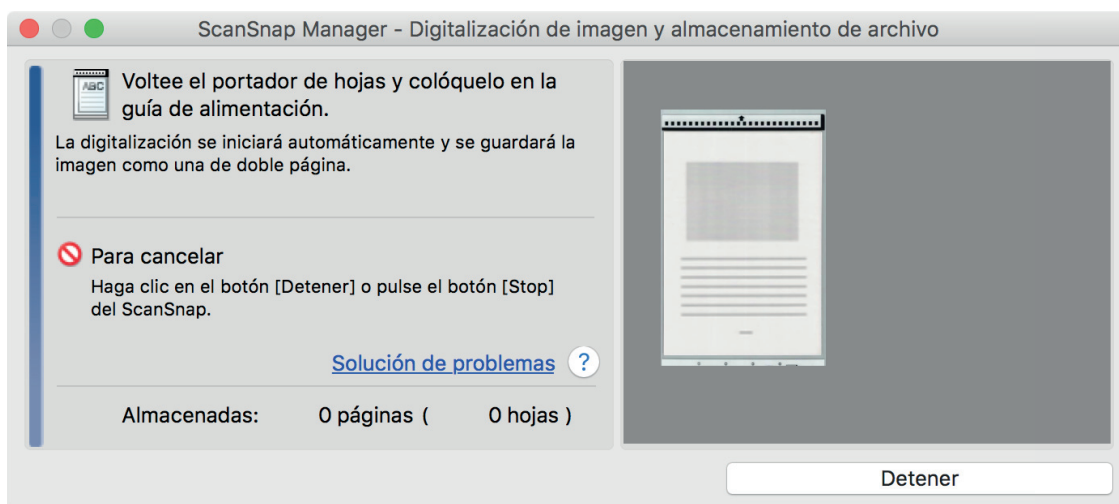 ScanSnap Manager - Digitalización de imagen y almacenamiento de archivo
ABC
Voltee el portador de hojas y colóquelo en la
guía de alimentación.
La digitalización se iniciará automáticamente y se guardará la
imagen como una de doble página.
Para cancelar
Haga clic en el botón [Detener] o pulse el botón [Stop]
del ScanSnap.
Solución de problemas ?
Almacenadas: 0 páginas ( 0 hojas )
Detener